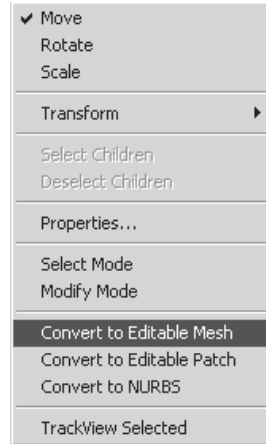 Move
Rotate
Scale
Transform
Select Children
Deselect Children
Properties...
Select Mode
Modify Mode
Convert to Editable Mesh
Convert to Editable Patch
Convert to NURBS
TrackView Selected